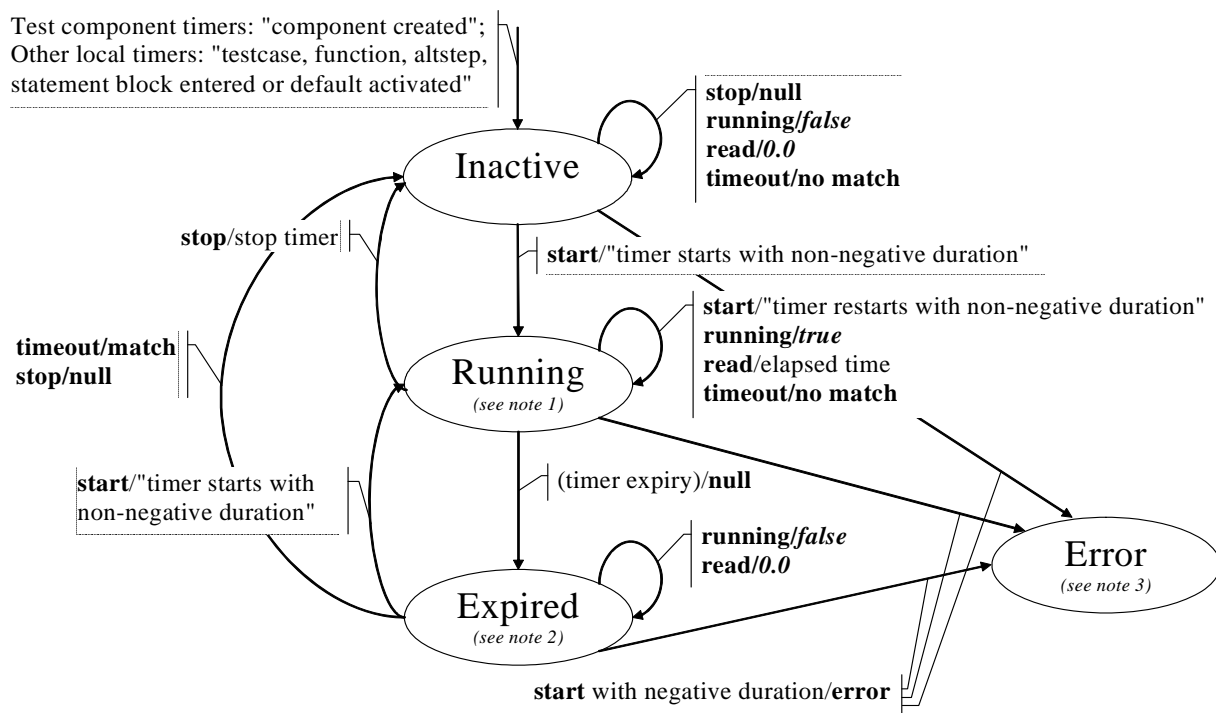 Test component timers: "component created";
Other local timers: "testcase, function, altstep,
statement block entered or default activated"
stop/null
running/false
read/0.0
timeout/no match
Inactive
stop/stop timer
start/"timer starts with non-negative duration"
start/"timer restarts with non-negative duration"
running/true
read/elapsed time
timeout/no match
timeout/match
stop/null
Running
(see note 1)
start/"timer starts with
non-negative duration"
(timer expiry)/null
running/false
read/0.0
Error
(see note 3)
Expired
(see note 2)
start with negative duration/error